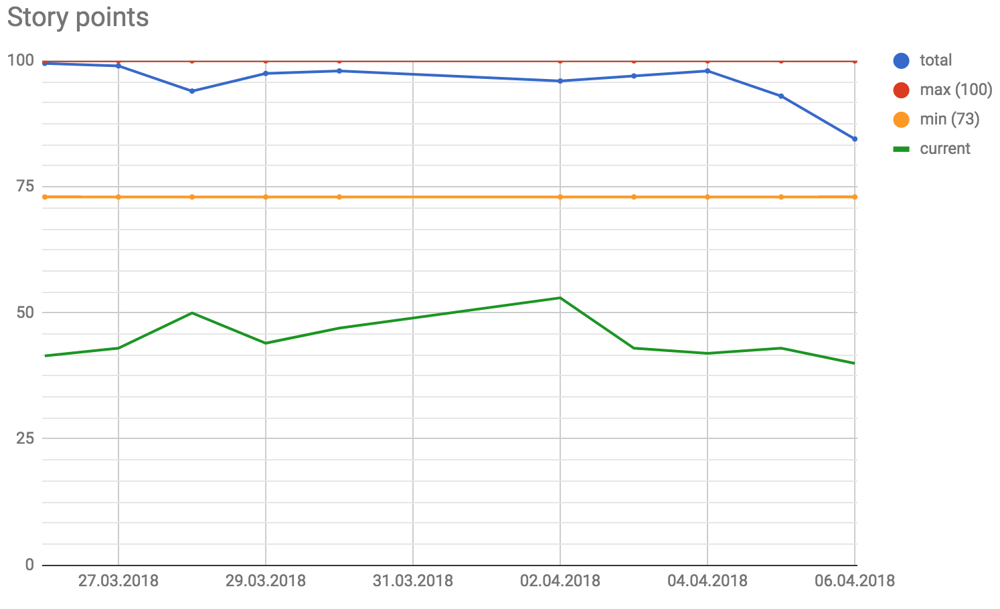 Story points
100
75
50
25
0
27.03.2018
29.03.2018
31.03.2018
02.04.2018
04.04.2018
06.04.2018
total
max (100)
min (73)
current